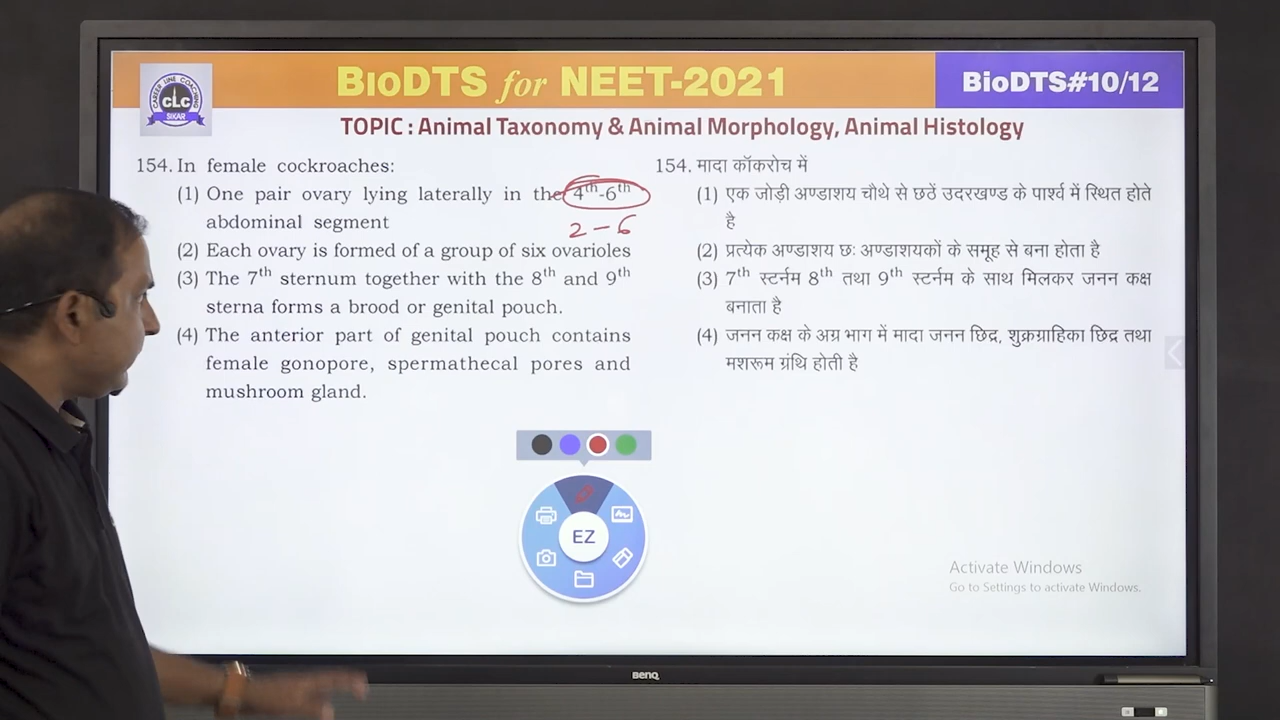 BIODTS for NEET-2021
BIODTS#10/12
CAREER LINE COACHING
CLC
SIKAR
TOPIC : Animal Taxonomy & Animal Morphology, Animal Histology
154. In female cockroaches:
(1) One pair ovary lying laterally in the 4th-6th
abdominal segment
2-6
(2) Each ovary is formed of a group of six ovarioles
(3) The 7th sternum together with the 8th and 9th
sterna forms a brood or genital pouch.
(4) The anterior part of genital pouch contains
female gonopore, spermathecal pores and
mushroom gland.
154. मादा कॉकरोच में
(1) एक जोड़ी अण्डाशय चौथे से छठें उदरखण्ड के पार्श्व में स्थित होते
है
(2) प्रत्येक अण्डाशय छः अण्डाशयकों के समूह से बना होता है
(3) 7th स्टर्नम 8th तथा 9th स्टर्नम के साथ मिलकर जनन कक्ष
बनाता है
(4) जनन कक्ष के अग्र भाग में मादा जनन छिद्र, शुक्रग्राहिका छिद्र तथा
मशरूम ग्रंथि होती है
EZ
Activate Windows
Go to Settings to activate Windows.
BenQ